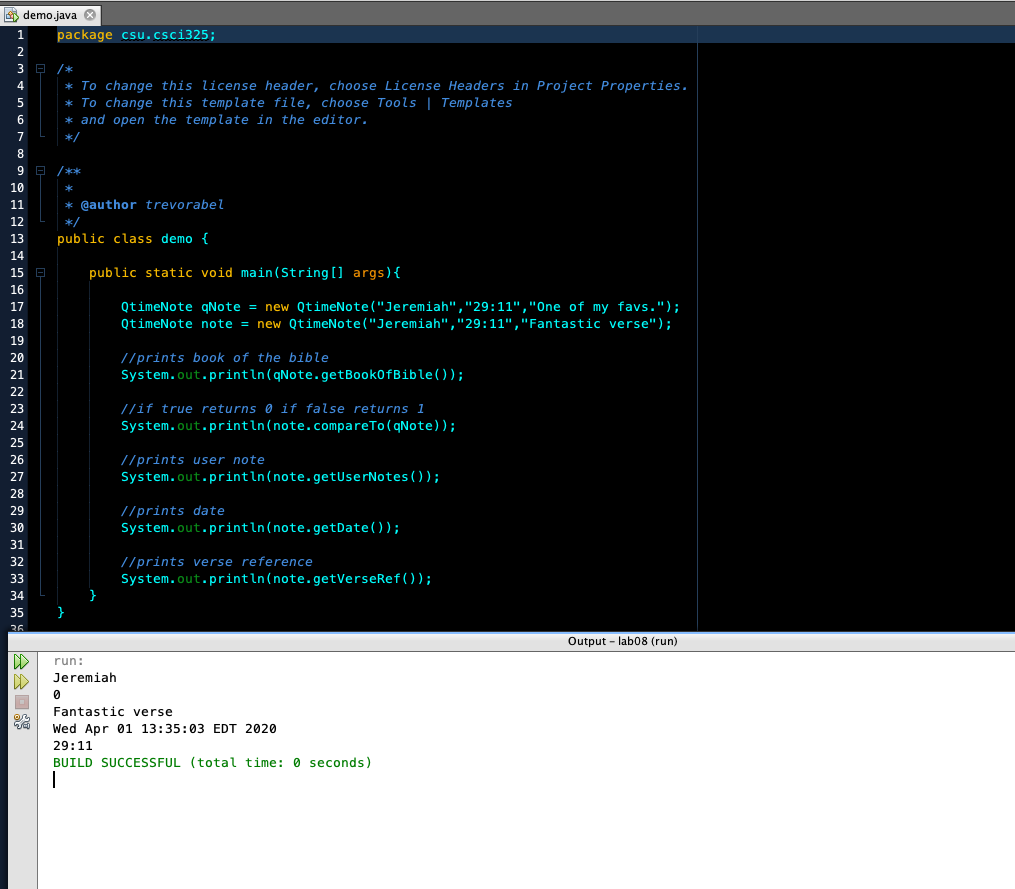 demo.java
1 package csu.csci325;
2
3 /*
4 * To change this license header, choose License Headers in Project Properties.
5 * To change this template file, choose Tools | Templates
6 * and open the template in the editor.
7 */
8
9 /**
10 *
11 * @author trevorabel
12 */
13 public class demo {
14
15 public static void main(String[] args){
16
17 QtimeNote qNote = new QtimeNote("Jeremiah","29:11","One of my favs.");
18 QtimeNote note = new QtimeNote("Jeremiah","29:11","Fantastic verse");
19
20 //prints book of the bible
21 System.out.println(qNote.getBookOfBible());
22
23 //if true returns 0 if false returns 1
24 System.out.println(note.compareTo(qNote));
25
26 //prints user note
27 System.out.println(note.getUserNotes());
28
29 //prints date
30 System.out.println(note.getDate());
31
32 //prints verse reference
33 System.out.println(note.getVerseRef());
34 }
35 }
36
Output – lab08 (run)
run:
Jeremiah
0
Fantastic verse
Wed Apr 01 13:35:03 EDT 2020
29:11
BUILD SUCCESSFUL (total time: 0 seconds)